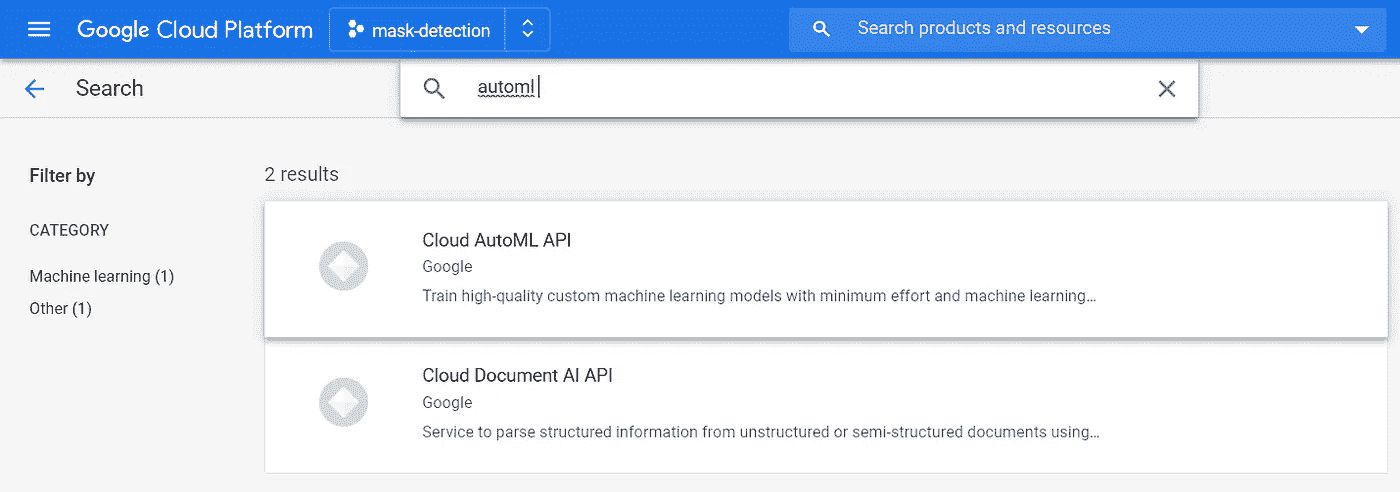 Google Cloud Platform mask-detection Search products and resources
Search automl
Filter by
CATEGORY
Machine learning (1)
Other (1)
2 results
Cloud AutoML API
Google
Train high-quality custom machine learning models with minimum effort and machine learning...
Cloud Document AI API
Google
Service to parse structured information from unstructured or semi-structured documents using...